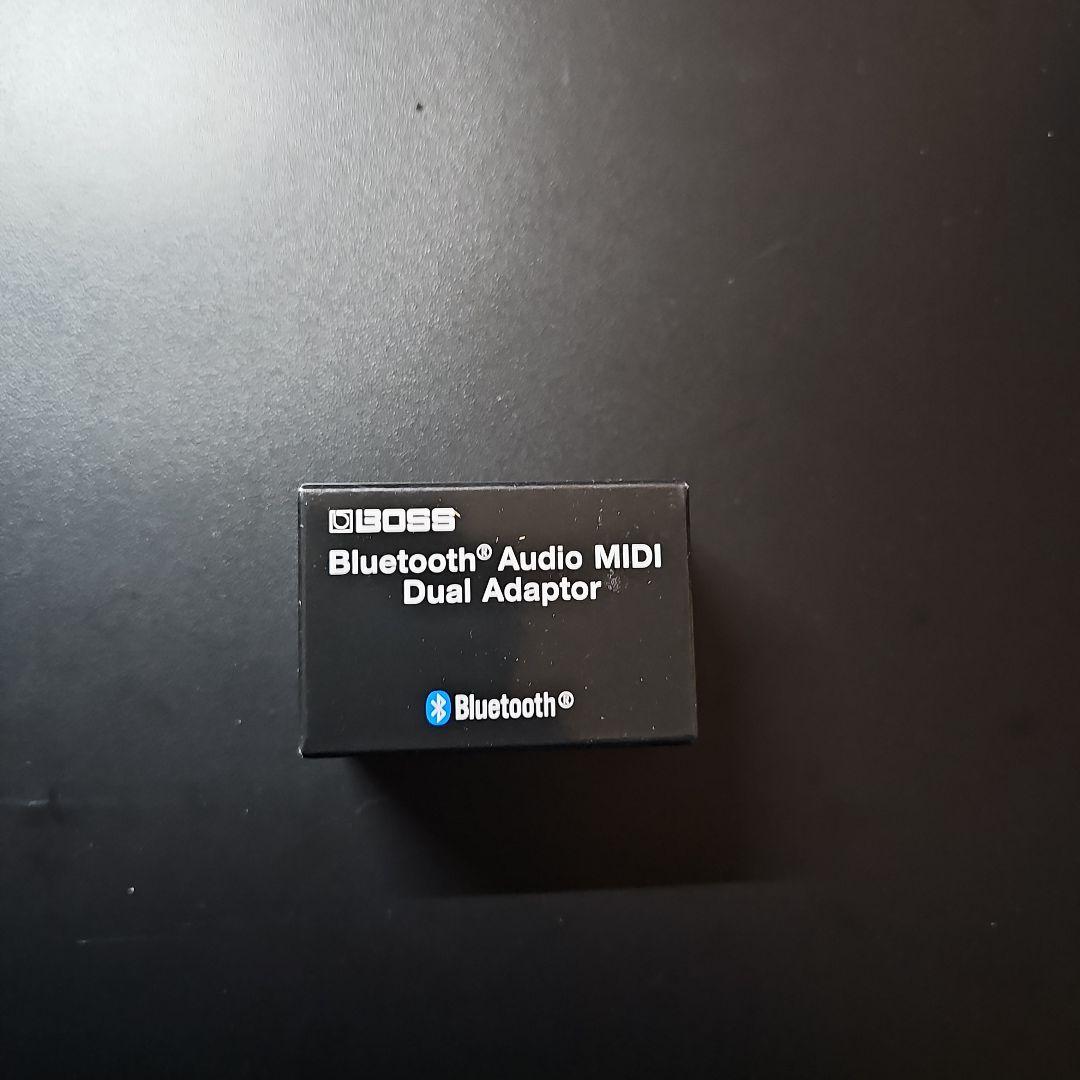 BOSS
Bluetooth® Audio MIDI
Dual Adaptor
Bluetooth®